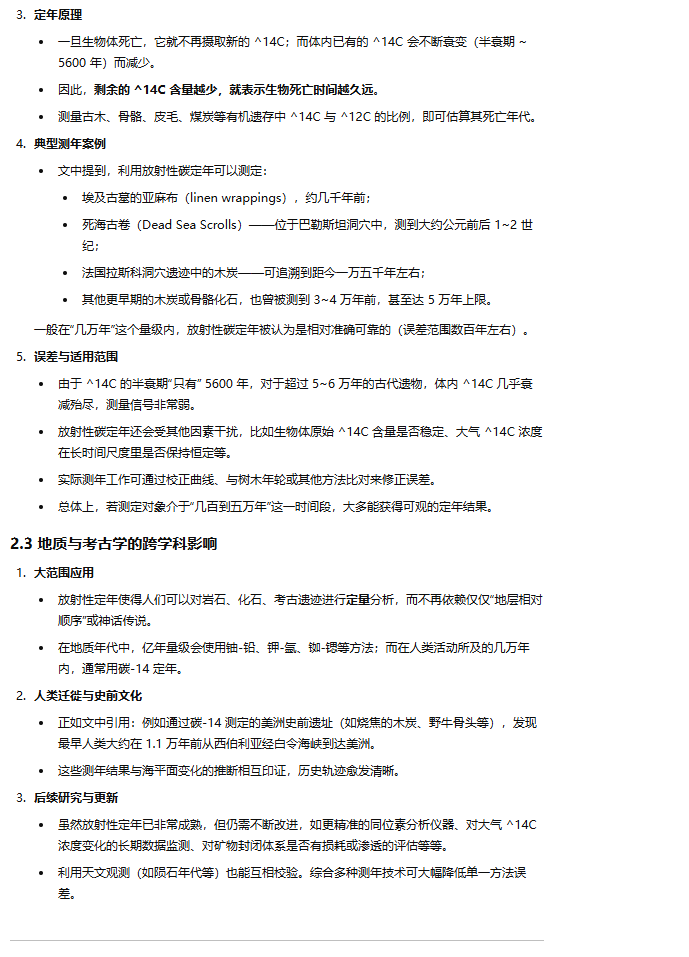 3. 定年原理
• 一旦生物体死亡，它就不再摄取新的 ^14C；而体内已有的 ^14C 会不断衰变（半衰期 ~
5600 年）而减少。
• 因此，剩余的 ^14C 含量越少，就表示生物死亡时间越久远。
• 测量古木、骨骼、皮毛、煤炭等有机遗存中 ^14C 与 ^12C 的比例，即可估算其死亡年代。
4. 典型测年案例
• 文中提到，利用放射性碳定年可以测定：
• 埃及古墓的亚麻布（linen wrappings），约几千年前；
• 死海古卷（Dead Sea Scrolls）——位于巴勒斯坦洞穴中，测到大约公元前后 1~2 世
纪；
• 法国拉斯科洞穴遗迹中的木炭——可追溯到距今一万五千年左右；
• 其他更早期的木炭或骨骼化石，也曾被测到 3~4 万年前，甚至达 5 万年上限。
一般在“几万年”这个量级内，放射性碳定年被认为是相对准确可靠的（误差范围数百年左右）。
5. 误差与适用范围
• 由于 ^14C 的半衰期“只有” 5600 年，对于超过 5~6 万年的古代遗物，体内 ^14C 几乎衰
减殆尽，测量信号非常弱。
• 放射性碳定年还会受其他因素干扰，比如生物体原始 ^14C 含量是否稳定、大气 ^14C 浓度
在长时间尺度里是否保持恒定等。
• 实际测年工作可通过校正曲线、与树木年轮或其他方法比对来修正误差。
• 总体上，若测定对象介于“几百到五万年”这一时间段，大多能获得可观的定年结果。
2.3 地质与考古学的跨学科影响
1. 大范围应用
• 放射性定年使得人们可以对岩石、化石、考古遗迹进行定量分析，而不再依赖仅仅“地层相对
顺序”或神话传说。
• 在地质年代中，亿年量级会使用铀-铅、钾-氩、铷-锶等方法；而在人类活动所及的几万年
内，通常用碳-14 定年。
2. 人类迁徙与史前文化
• 正如文中引用：例如通过碳-14 测定的美洲史前遗址（如烧焦的木炭、野牛骨头等），发现
最早人类大约在 1.1 万年前从西伯利亚经白令海峡到达美洲。
• 这些测年结果与海平面变化的推断相互印证，历史轨迹愈发清晰。
3. 后续研究与更新
• 虽然放射性定年已非常成熟，但仍需不断改进，如更精准的同位素分析仪器、对大气 ^14C
浓度变化的长期数据监测、对矿物封闭体系是否有损耗或渗透的评估等等。
• 利用天文观测（如陨石年代等）也能互相校验。综合多种测年技术可大幅降低单一方法误
差。